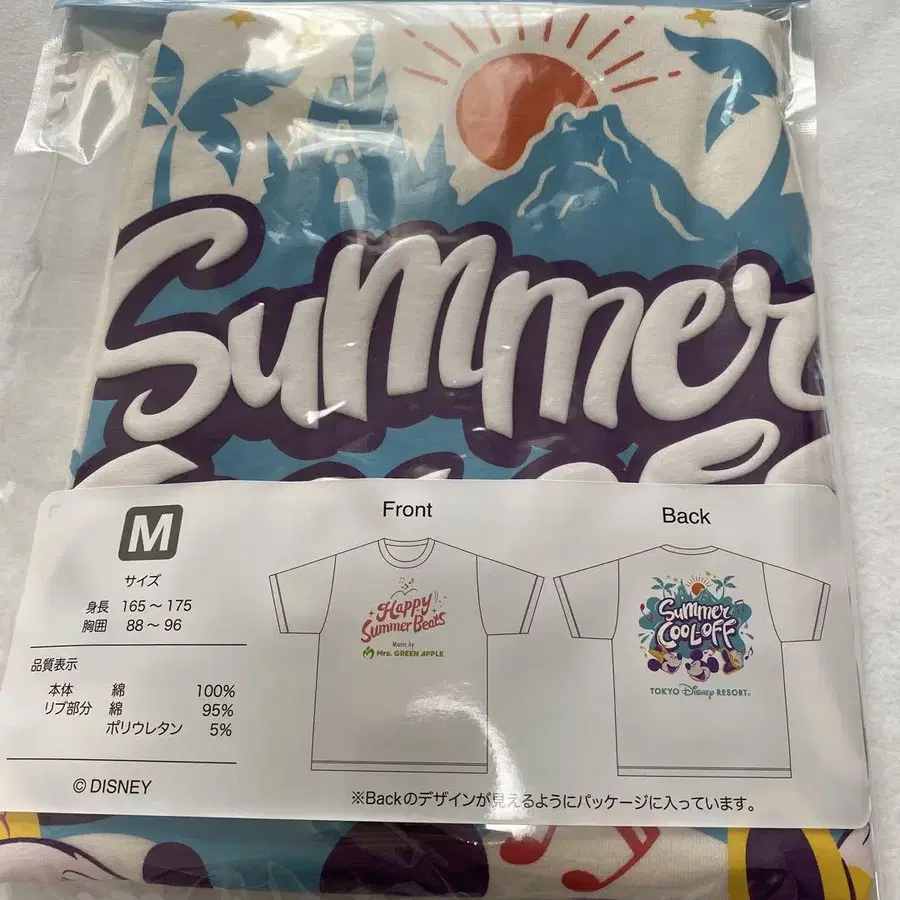 Summer
COOL OFF
M
サイズ
身長 165～175
胸囲 88～96
品質表示
本体 綿 100%
リブ部分 綿 95%
ポリウレタン 5%
© DISNEY
Front
Happy
Summer Beats
Music by
Mrs. GREEN APPLE
Back
Summer
COOL OFF
TOKYO Disney RESORT®
※Backのデザインが見えるようにパッケージに入っています。